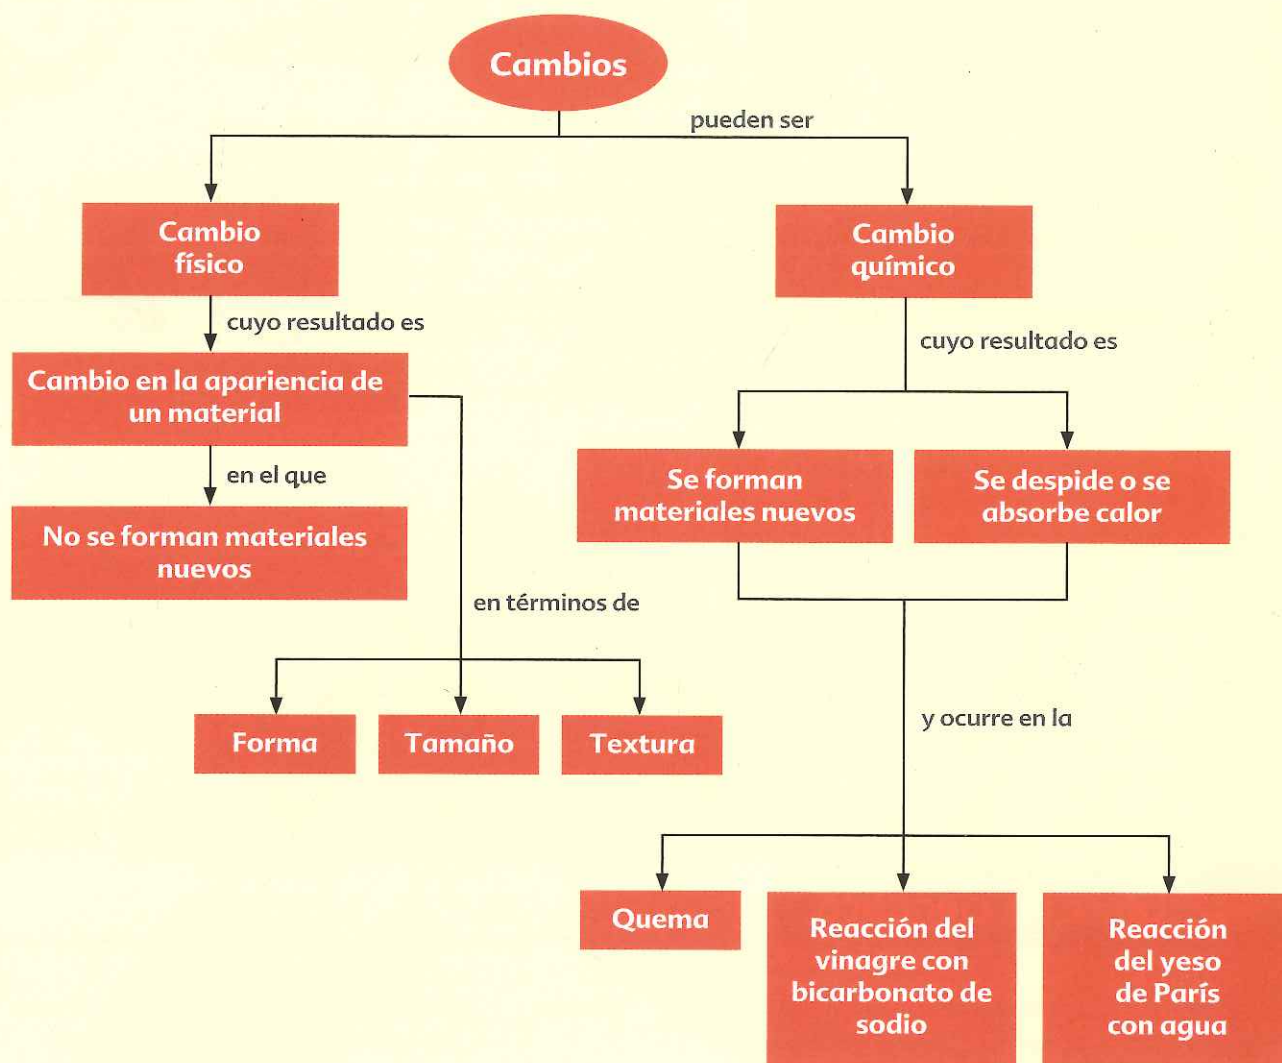 Cambios
pueden ser
Cambio
físico
Cambio
químico
cuyo resultado es
cuyo resultado es
Cambio en la apariencia de
un material
en el que
No se forman materiales
nuevos
Se forman
materiales nuevos
Se despide o se
absorbe calor
en términos de
Forma
Tamaño
Textura
y ocurre en la
Quema
Reacción del
vinagre con
bicarbonato de
sodio
Reacción
del yeso
de París
con agua